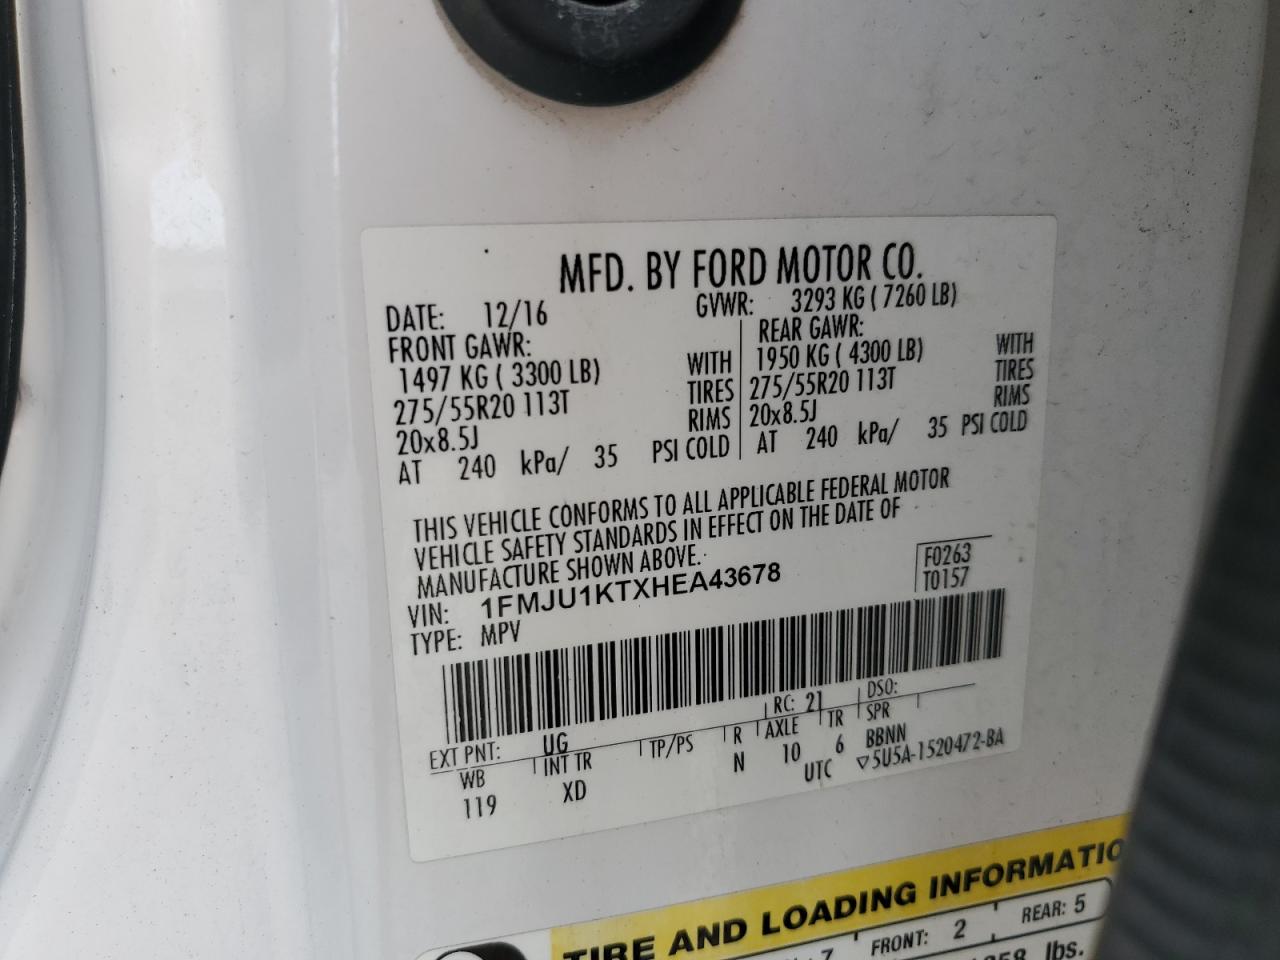 MFD. BY FORD MOTOR CO.
DATE: 12/16 GVWR: 3293 KG ( 7260 LB)
FRONT GAWR: REAR GAWR:
1497 KG ( 3300 LB) WITH 1950 KG ( 4300 LB) WITH
275/55R20 113T TIRES 275/55R20 113T TIRES
20x8.5J RIMS 20x8.5J RIMS
AT 240 kPa/ 35 PSI COLD AT 240 kPa/ 35 PSI COLD
THIS VEHICLE CONFORMS TO ALL APPLICABLE FEDERAL MOTOR
VEHICLE SAFETY STANDARDS IN EFFECT ON THE DATE OF
MANUFACTURE SHOWN ABOVE.
VIN: 1FMJU1KTXHEA43678 F0263
TYPE: MPV T0157
EXT PNT: UG RC: 21 DSO:
WB INT TR TP/PS R AXLE TR SPR
119 XD N 10 6 BBNN
UTC ▽5U5A-1520472-BA
TIRE AND LOADING INFORMATIO
7 FRONT: 2 REAR: 5
lbs.